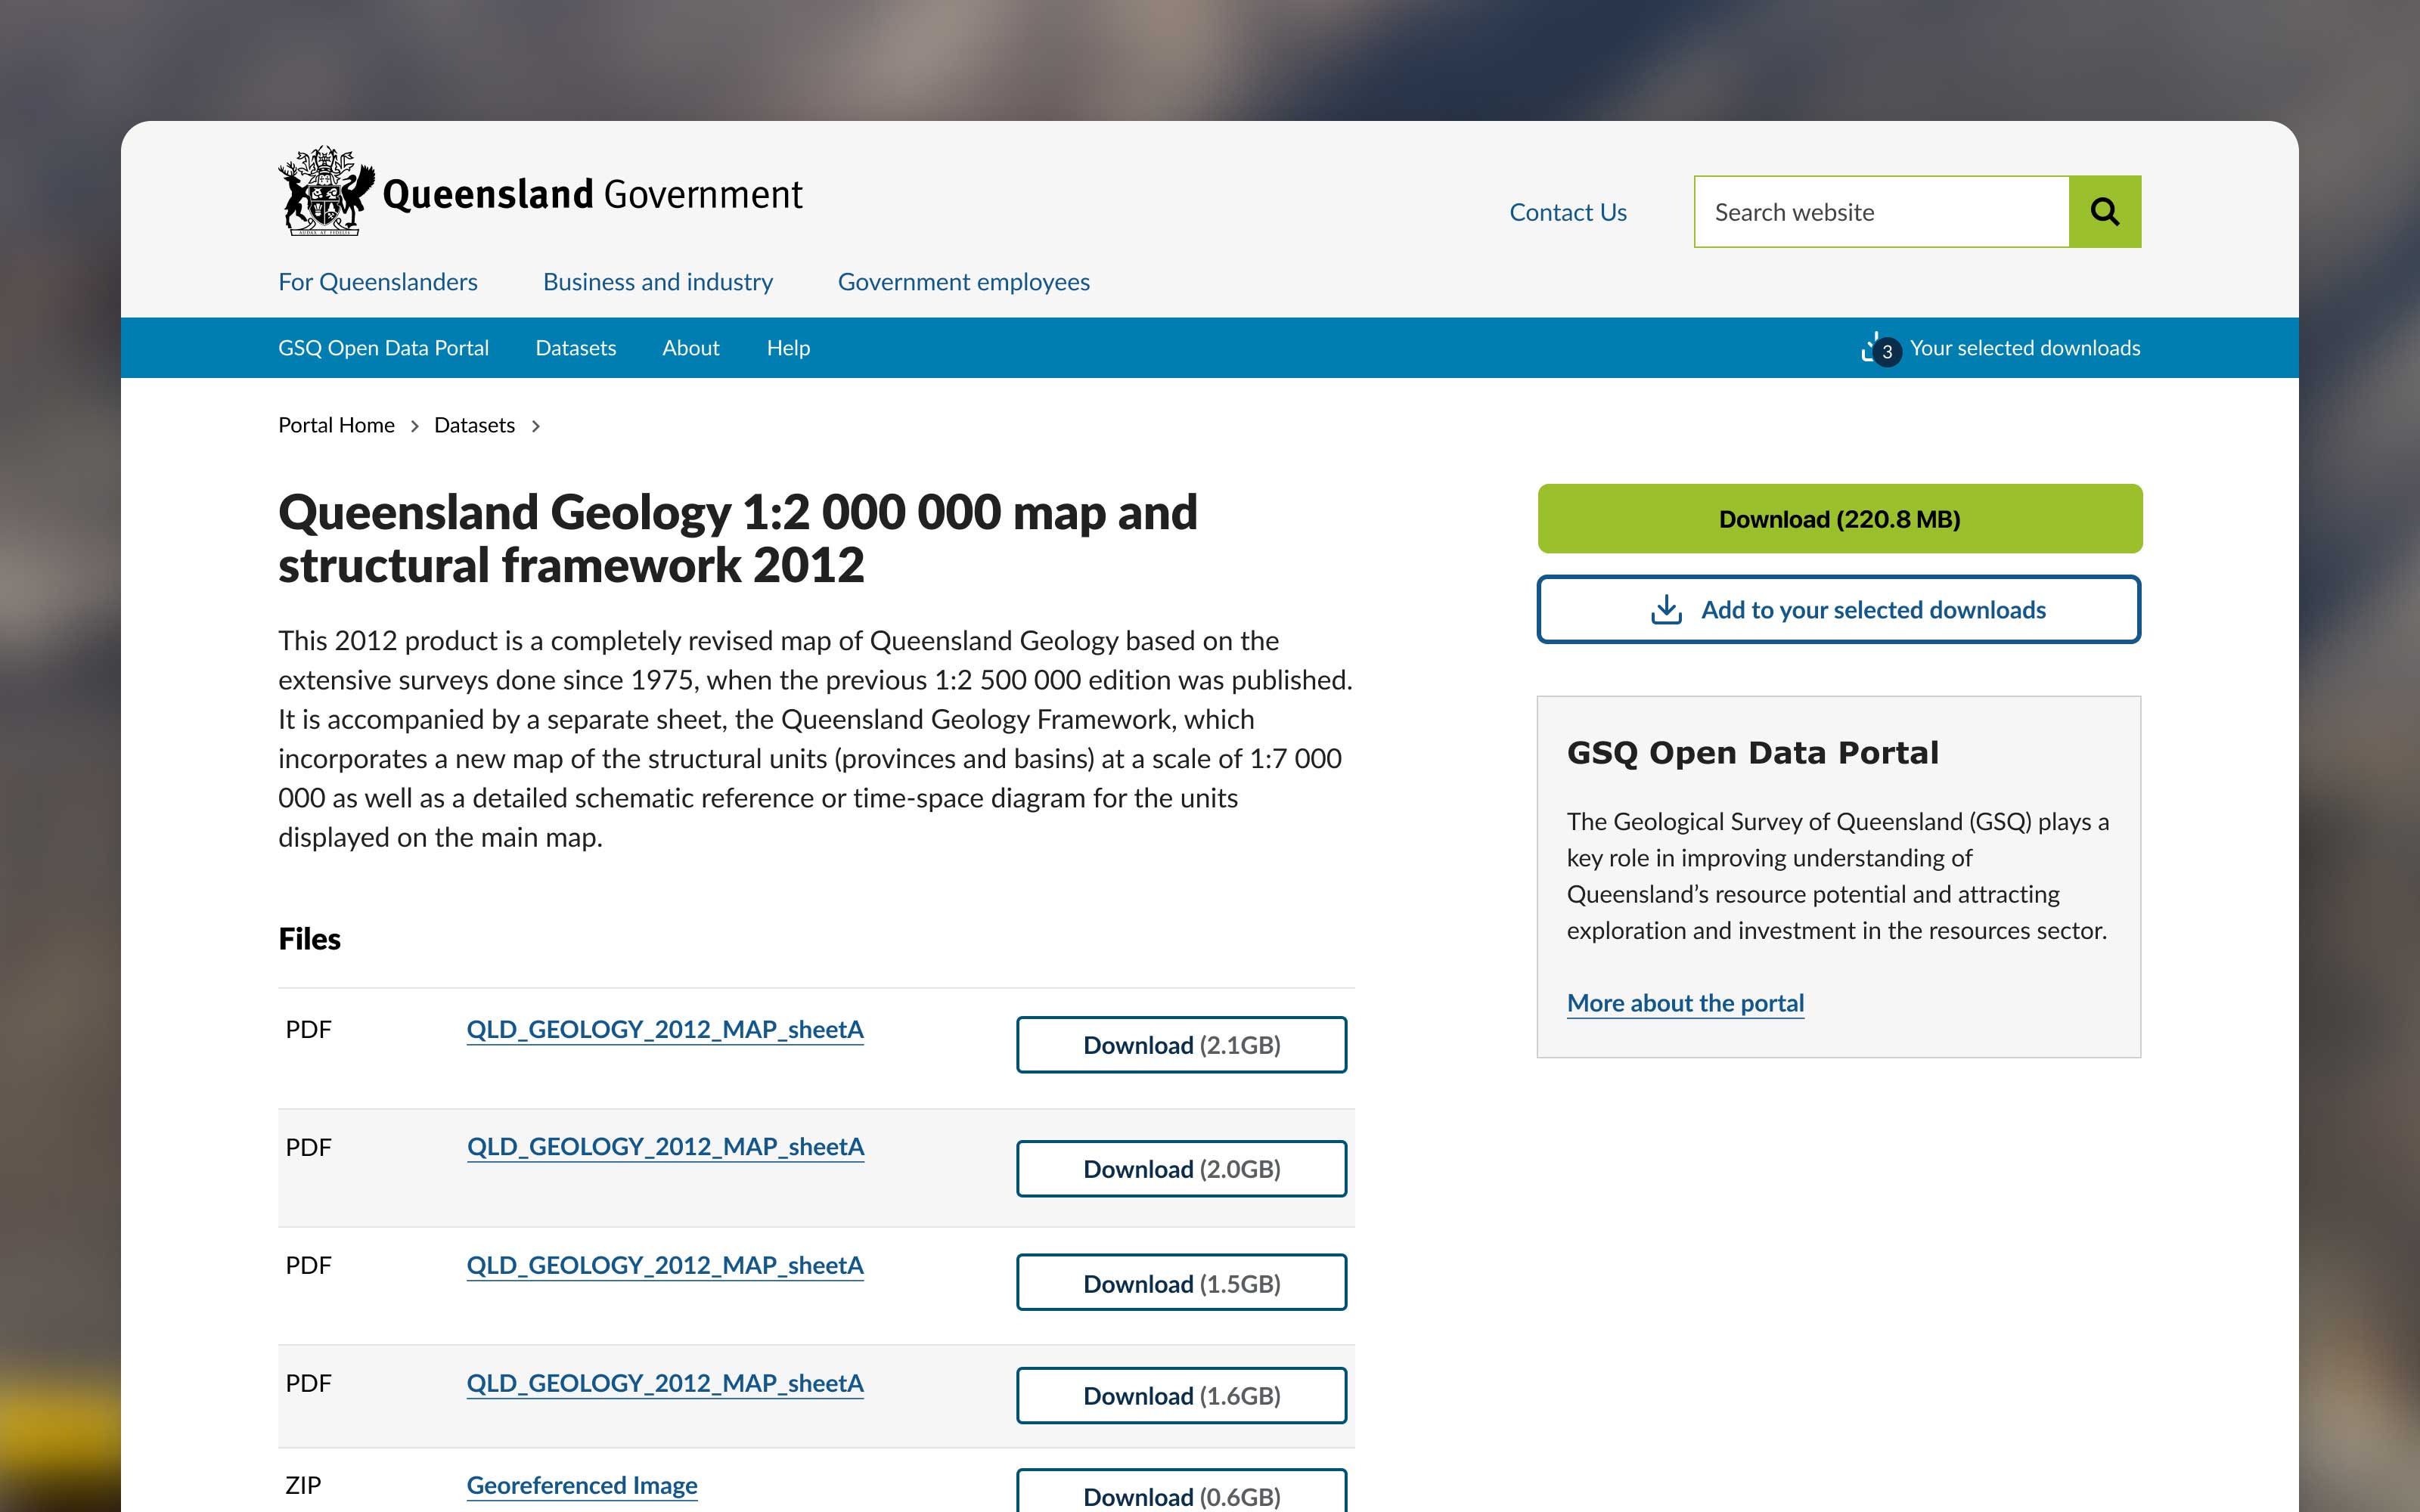 Queensland Government
Contact Us
Search website
For Queenslanders
Business and industry
Government employees
GSQ Open Data Portal
Datasets
About
Help
3
Your selected downloads
Portal Home > Datasets >
Queensland Geology 1:2 000 000 map and
structural framework 2012
This 2012 product is a completely revised map of Queensland Geology based on the
extensive surveys done since 1975, when the previous 1:2 500 000 edition was published.
It is accompanied by a separate sheet, the Queensland Geology Framework, which
incorporates a new map of the structural units (provinces and basins) at a scale of 1:7 000
000 as well as a detailed schematic reference or time-space diagram for the units
displayed on the main map.
Files
PDF QLD_GEOLOGY_2012_MAP_sheetA Download (2.1GB)
PDF QLD_GEOLOGY_2012_MAP_sheetA Download (2.0GB)
PDF QLD_GEOLOGY_2012_MAP_sheetA Download (1.5GB)
PDF QLD_GEOLOGY_2012_MAP_sheetA Download (1.6GB)
ZIP Georeferenced Image Download (0.6GB)
Download (220.8 MB)
Add to your selected downloads
GSQ Open Data Portal
The Geological Survey of Queensland (GSQ) plays a
key role in improving understanding of
Queensland’s resource potential and attracting
exploration and investment in the resources sector.
More about the portal